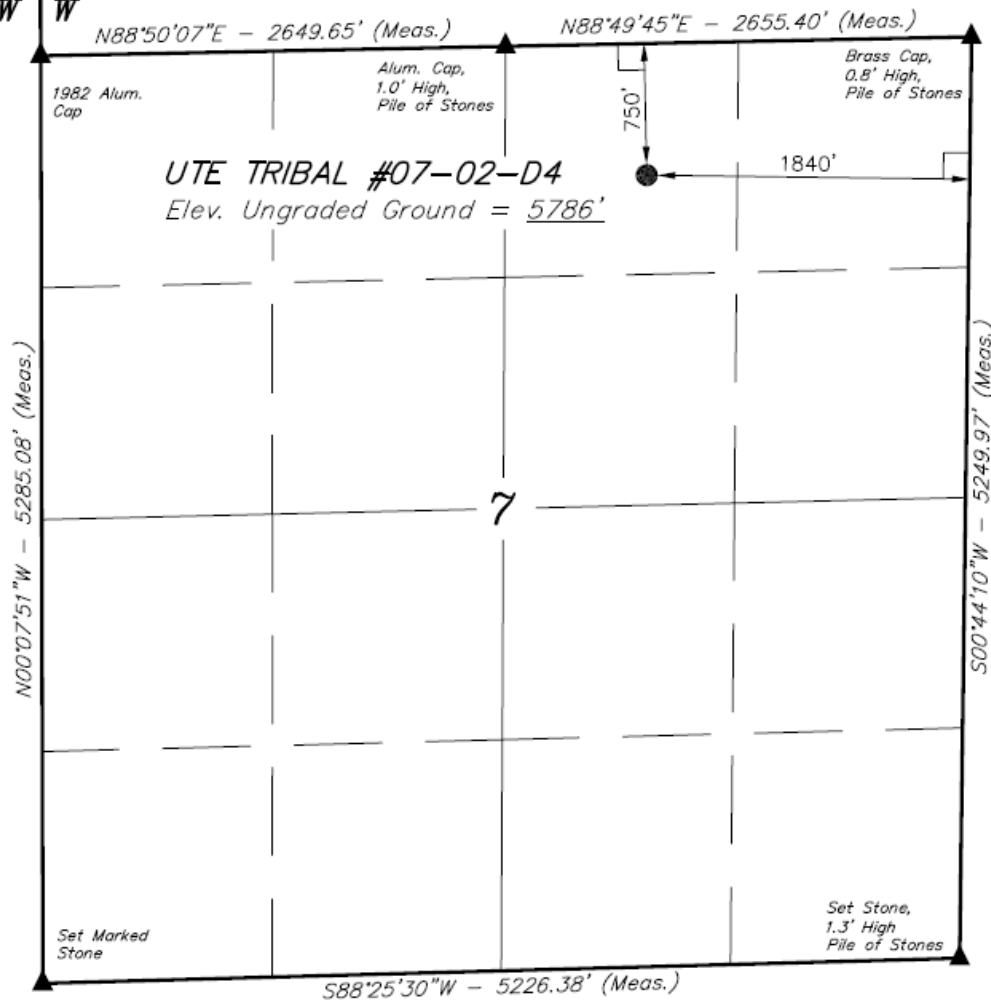 W W
N88°50'07"E - 2649.65' (Meas.)
N88°49'45"E - 2655.40' (Meas.)
1982 Alum.
Cap
Alum. Cap,
1.0' High,
Pile of Stones
Brass Cap,
0.8' High,
Pile of Stones
750'
1840'
UTE TRIBAL #07-02-D4
Elev. Ungraded Ground = 5786'
N00°07'51"W - 5285.08' (Meas.)
7
S00°44'10"W - 5249.97' (Meas.)
Set Marked
Stone
Set Stone,
1.3' High
Pile of Stones
S88°25'30"W - 5226.38' (Meas.)